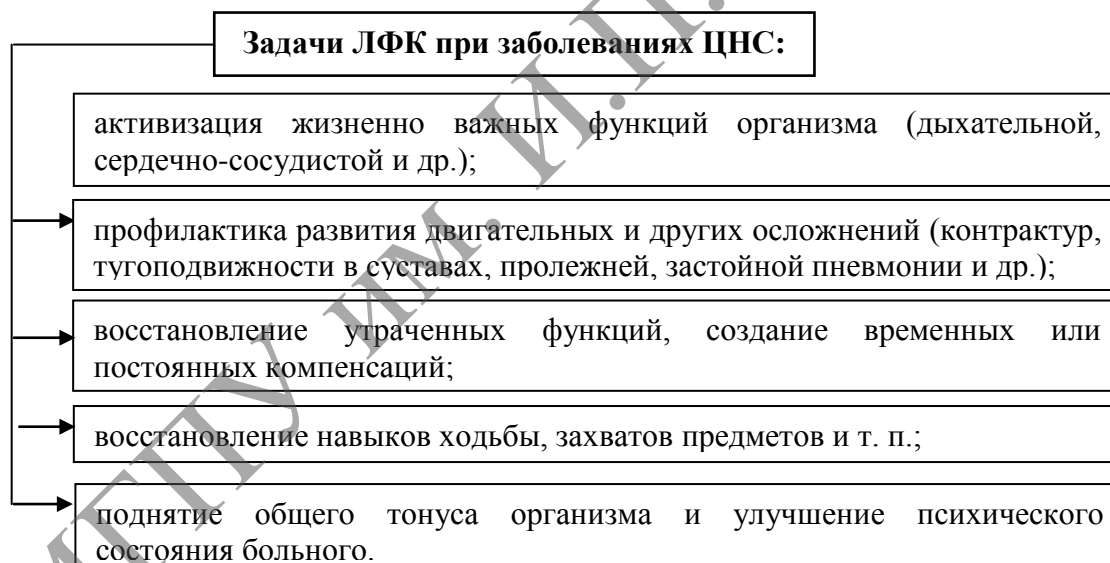 Задачи ЛФК при заболеваниях ЦНС:
активизация жизненно важных функций организма (дыхательной,
сердечно-сосудистой и др.);
профилактика развития двигательных и других осложнений (контрактур,
тугоподвижности в суставах, пролежней, застойной пневмонии и др.);
восстановление утраченных функций, создание временных или
постоянных компенсаций;
восстановление навыков ходьбы, захватов предметов и т. п.;
поднятие общего тонуса организма и улучшение психического
состояния больного.
МГПУ им. И.П.